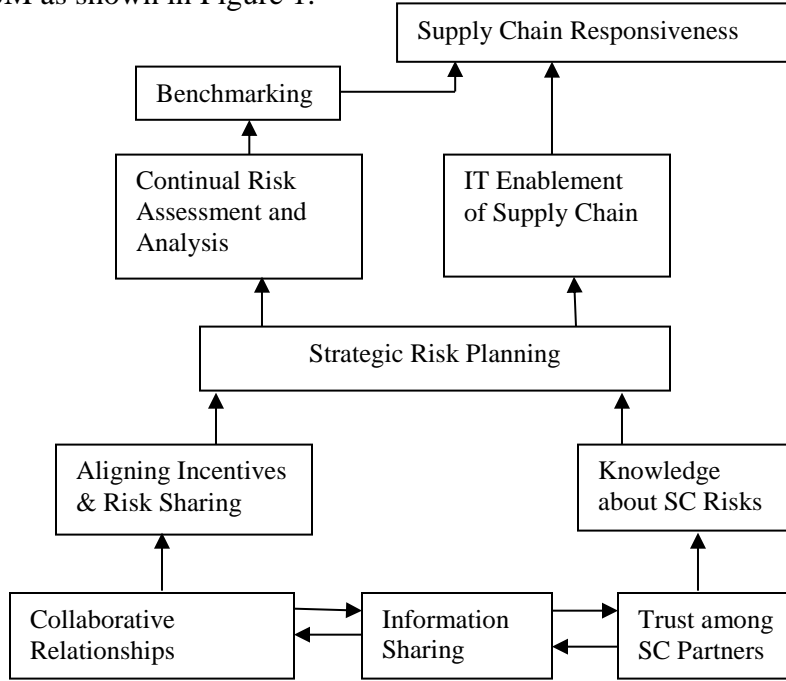 as shown in Figure 1.
Supply Chain Responsiveness
Benchmarking
Continual Risk
Assessment and
Analysis
IT Enablement
of Supply Chain
Strategic Risk Planning
Aligning Incentives
& Risk Sharing
Knowledge
about SC Risks
Collaborative
Relationships
Information
Sharing
Trust among
SC Partners